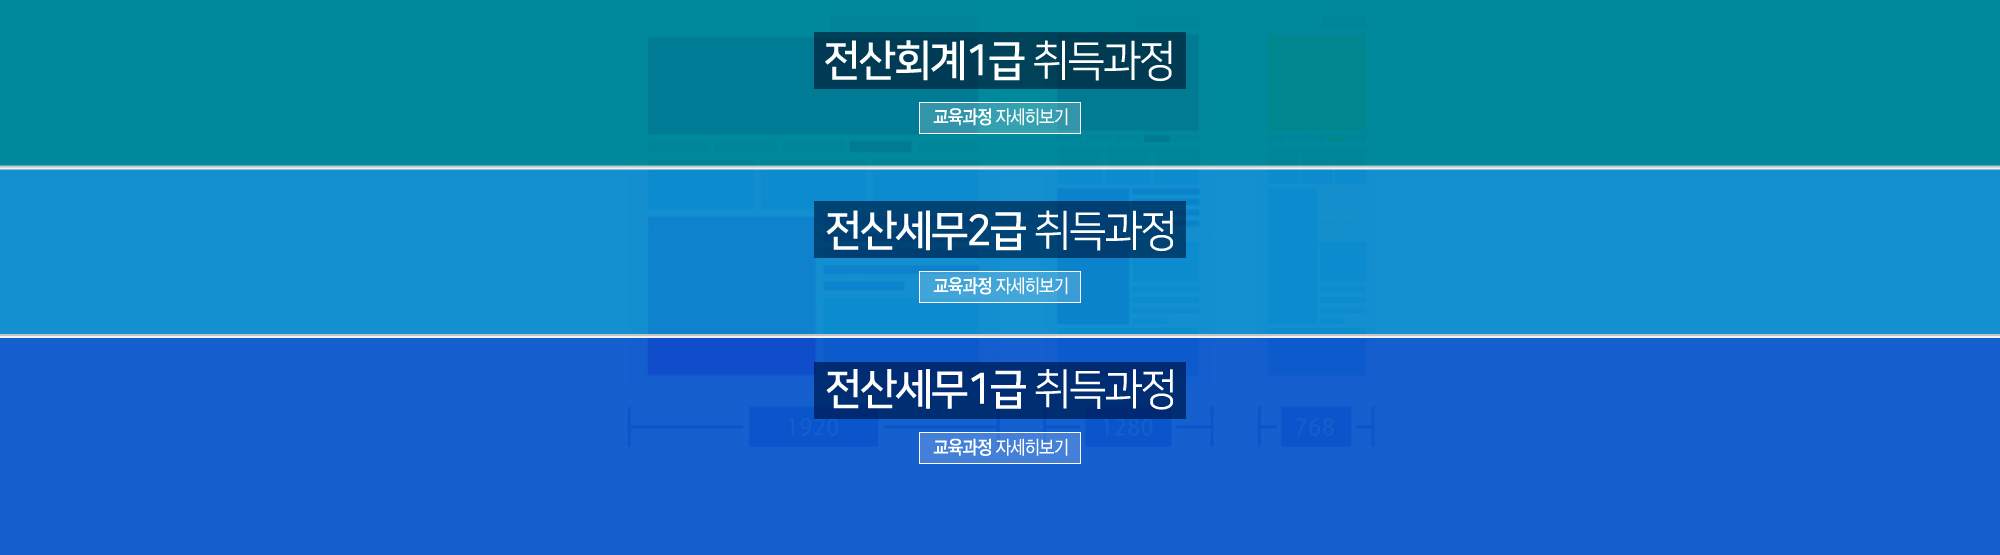 전산회계1급 취득과정
교육과정 자세히보기
전산세무2급 취득과정
교육과정 자세히보기
전산세무1급 취득과정
1920
1280
768
교육과정 자세히보기